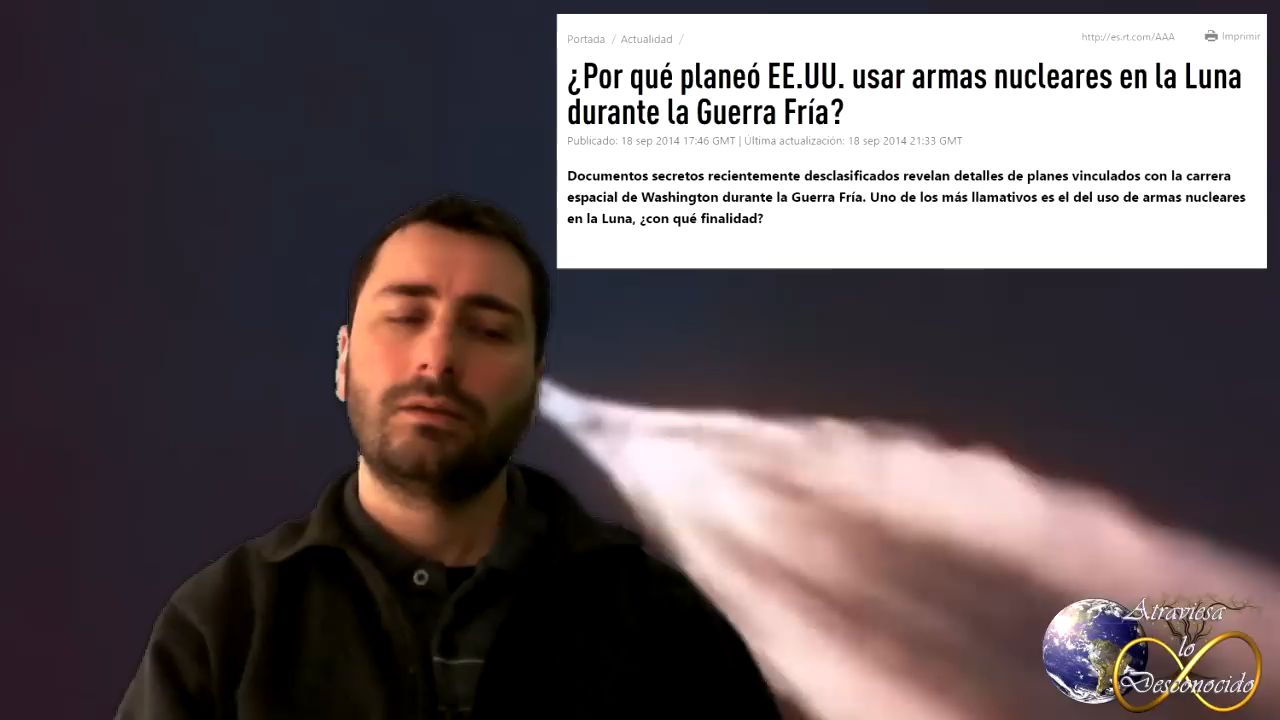 Portada / Actualidad /
http://es.rt.com/AAA
Imprimir
¿Por qué planeó EE.UU. usar armas nucleares en la Luna
durante la Guerra Fría?
Publicado: 18 sep 2014 17:46 GMT | Última actualización: 18 sep 2014 21:33 GMT
Documentos secretos recientemente desclasificados revelan detalles de planes vinculados con la carrera
espacial de Washington durante la Guerra Fría. Uno de los más llamativos es el del uso de armas nucleares
en la Luna, ¿con qué finalidad?
Atraviesa
lo
Desconocido